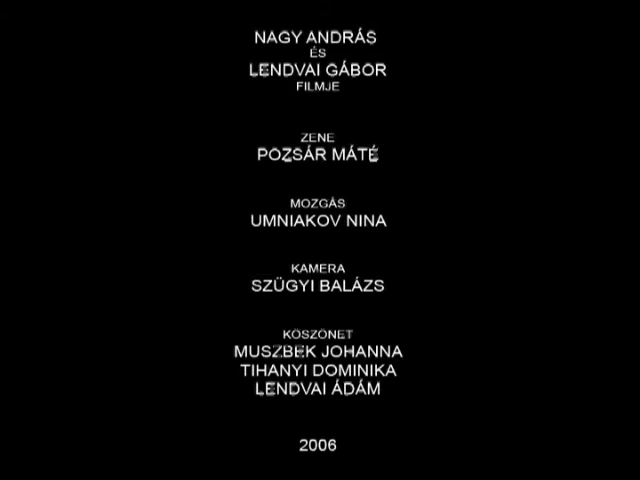 NAGY ANDRÁS
ÉS
LENDVAI GÁBOR
FILMJE
ZENE
POZSÁR MÁTÉ
MOZGÁS
UMNIAKOV NINA
KAMERA
SZÜGYI BALÁZS
KÖSZÖNET
MUSZBEK JOHANNA
TIHANYI DOMINIKA
LENDVAI ÁDÁM
2006